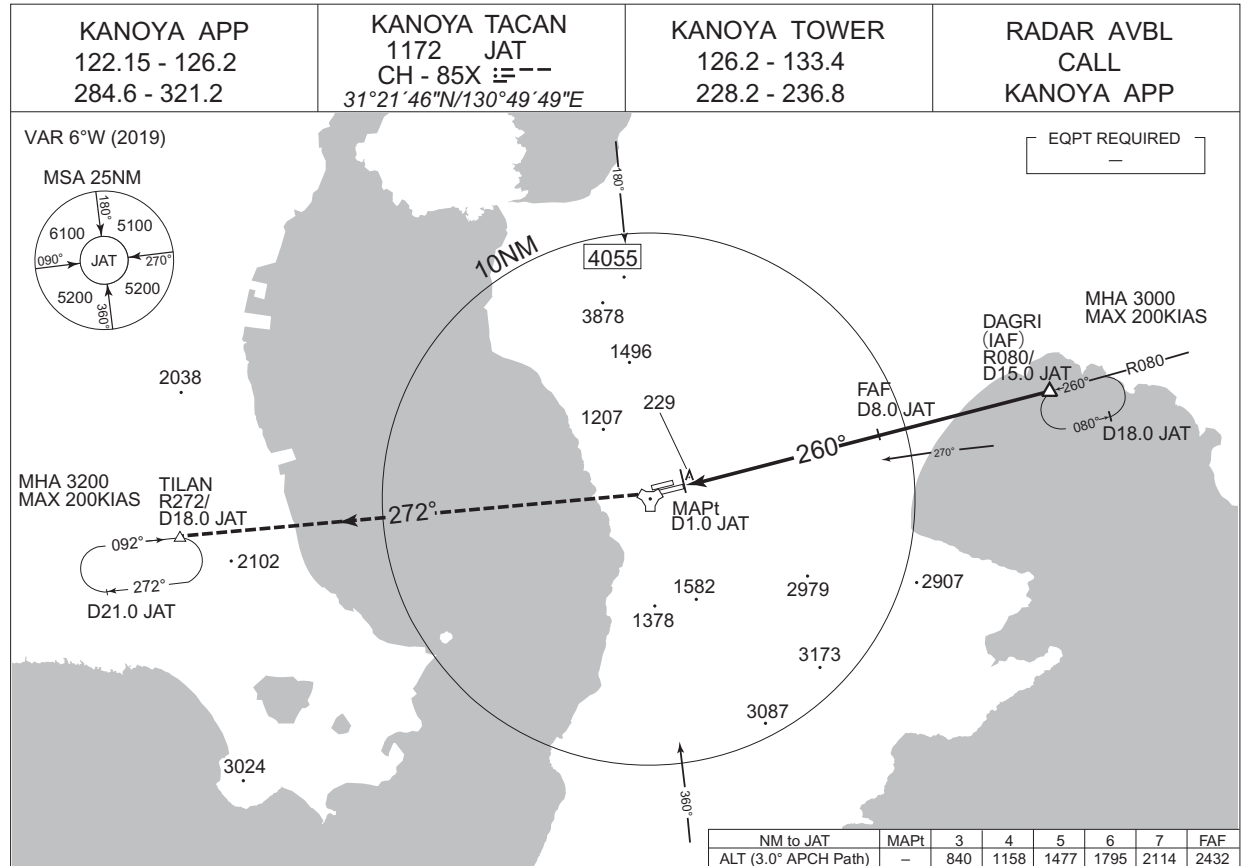 KANOYA APP
122.15 - 126.2
284.6 - 321.2
KANOYA TACAN
1172 JAT
CH - 85X
31°21´46"N/130°49´49"E
KANOYA TOWER
126.2 - 133.4
228.2 - 236.8
RADAR AVBL
CALL
KANOYA APP
VAR 6°W (2019)
EQPT REQUIRED
–
MSA 25NM
180°
6100
5100
090°
JAT
270°
5200
5200
360°
180°
10NM
4055
3878
1496
2038
1207
229
MHA 3000
MAX 200KIAS
DAGRI
(IAF)
R080/
D15.0 JAT
R080
260°
080°
D18.0 JAT
FAF
D8.0 JAT
260°
270°
MHA 3200
MAX 200KIAS
TILAN
R272/
D18.0 JAT
272°
MAPt
D1.0 JAT
092°
272°
D21.0 JAT
2102
1582
2979
2907
1378
3173
3087
3024
360°
NM to JAT MAPt 3 4 5 6 7 FAF
ALT (3.0° APCH Path) – 840 1158 1477 1795 2114 2432